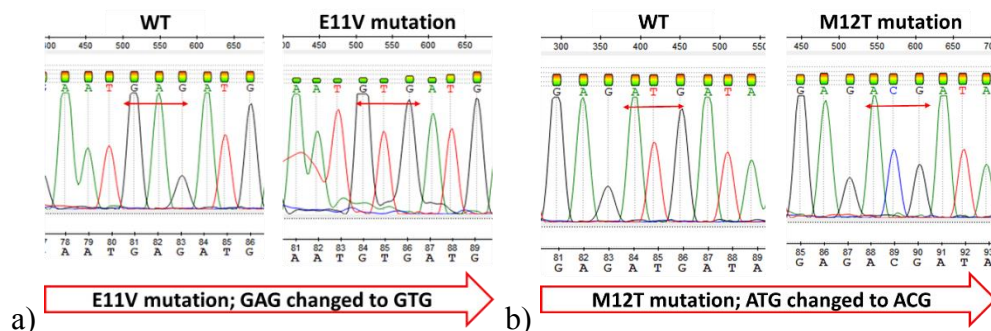 WT
E11V mutation
WT
M12T mutation
400 450 500 550 600 650
450 500 550 600 650
300 350 400 450 500
450 500 550 600 650
A A T G A G A T G
A A T G T G A T G
G A G A T G A T A
G A G A C G A T A
78 79 80 81 82 83 84 85 86
81 82 83 84 85 86 87 88 89
81 82 83 84 85 86 87 88 89
85 86 87 88 89 90 91 92 93
A A T G A G A T G
A A T G T G A T G
G A G A T G A T A
G A G A C G A T A
a)
E11V mutation; GAG changed to GTG
b)
M12T mutation; ATG changed to ACG